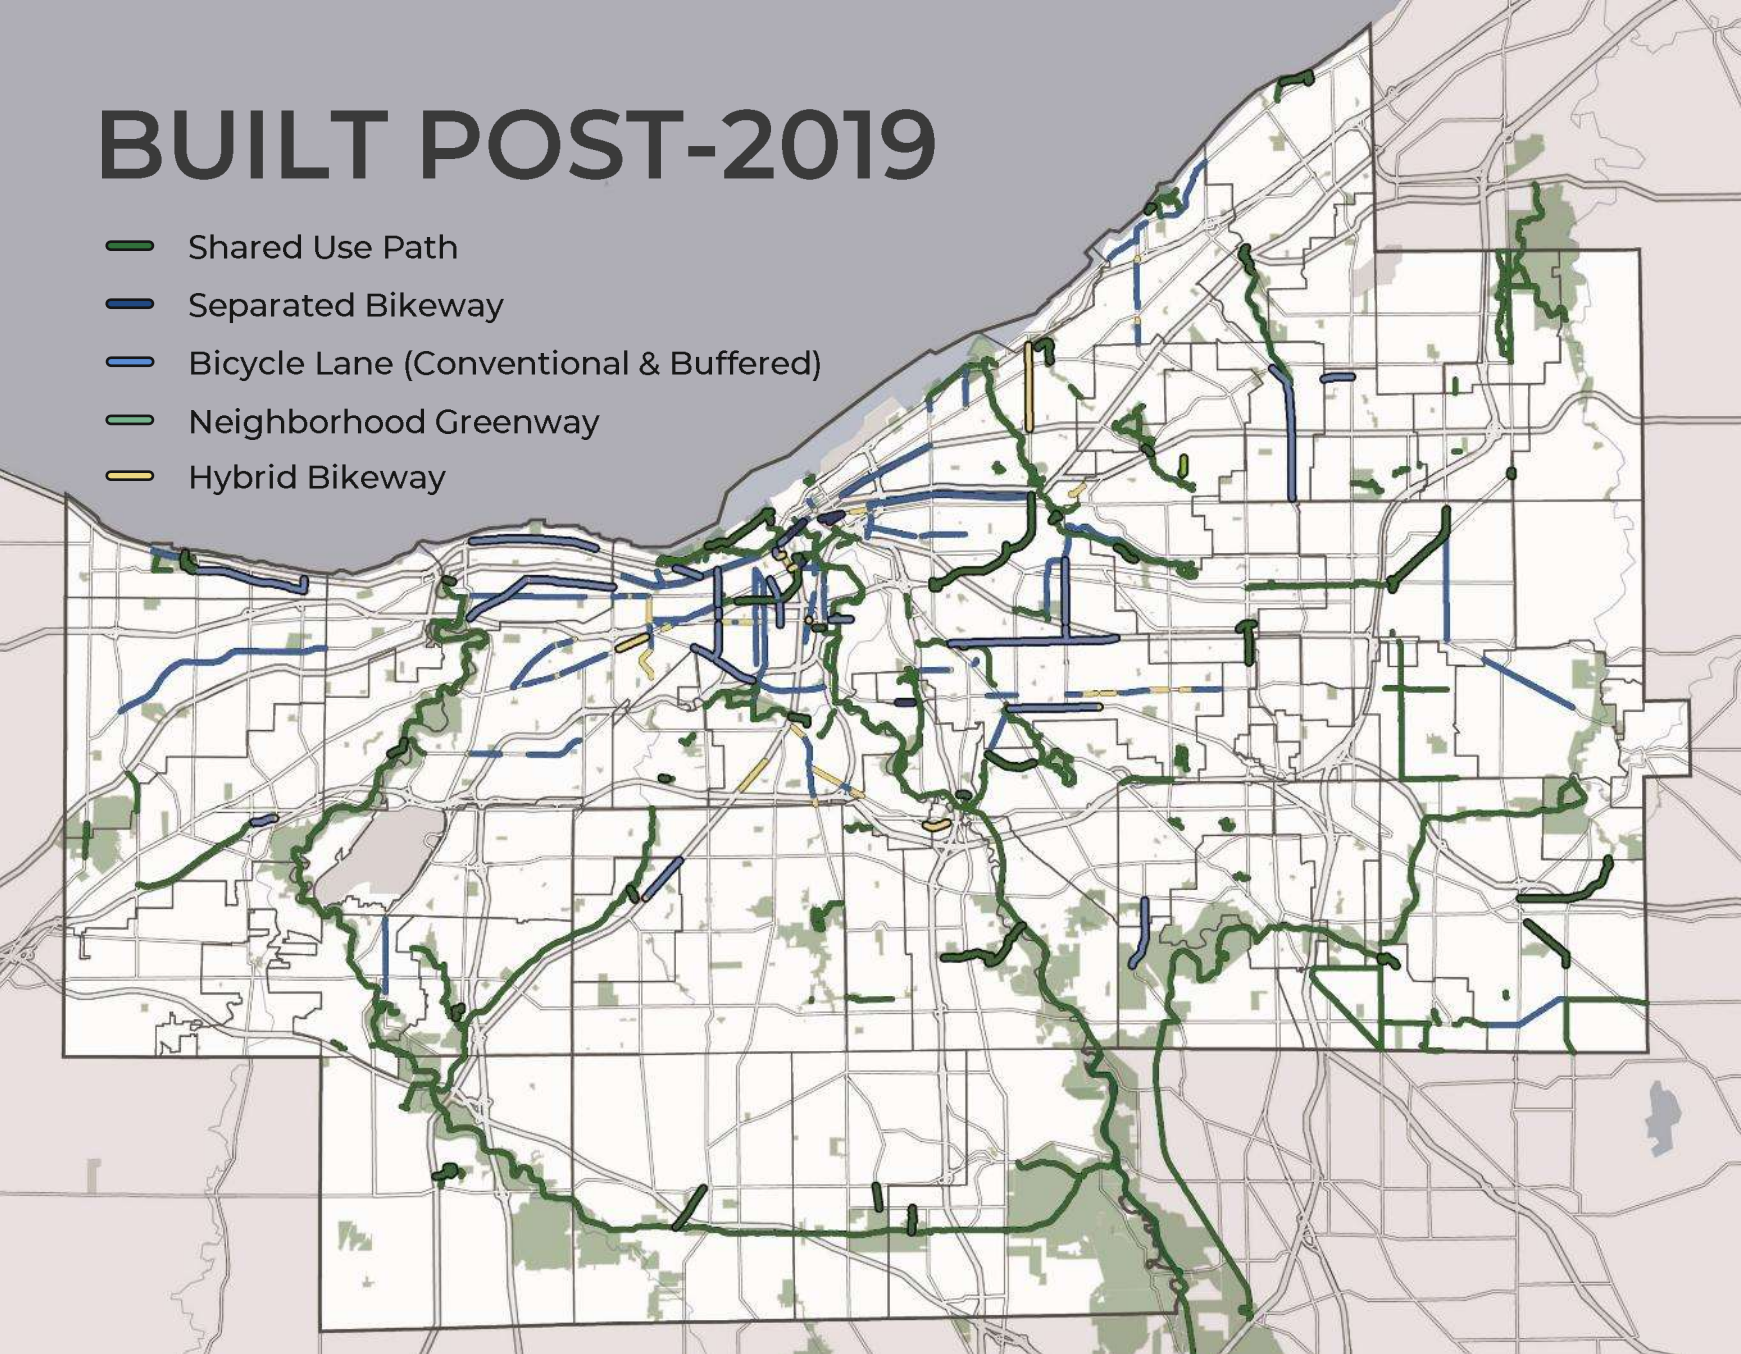 BUILT POST-2019
Shared Use Path
Separated Bikeway
Bicycle Lane (Conventional & Buffered)
Neighborhood Greenway
Hybrid Bikeway